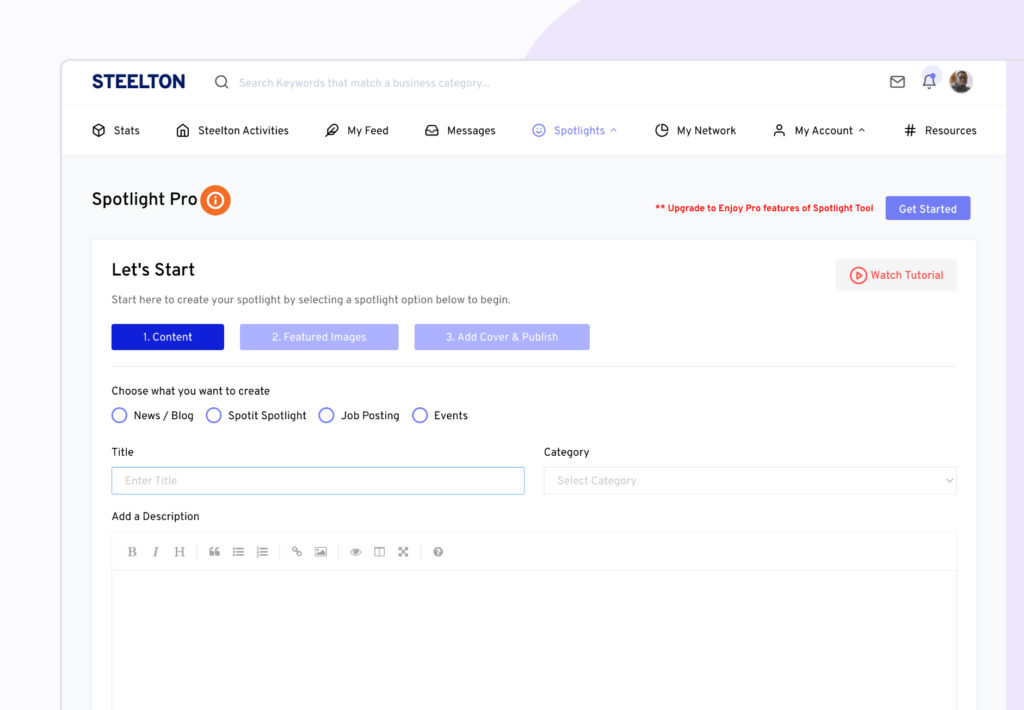 STEELTON
Search Keywords that match a business category...
Stats Steelton Activities My Feed Messages Spotlights My Network My Account Resources
Spotlight Pro
** Upgrade to Enjoy Pro features of Spotlight Tool Get Started
Let's Start
Watch Tutorial
Start here to create your spotlight by selecting a spotlight option below to begin.
1. Content 2. Featured Images 3. Add Cover & Publish
Choose what you want to create
News / Blog Spotit Spotlight Job Posting Events
Title Category
Enter Title Select Category
Add a Description
B I H